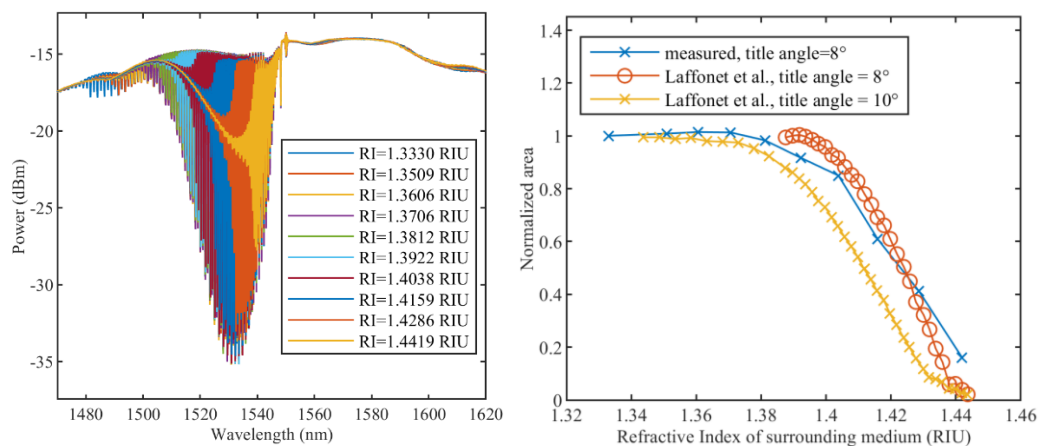 -15
-20
-25
-30
-35
Power (dBm)
RI=1.3330 RIU
RI=1.3509 RIU
RI=1.3606 RIU
RI=1.3706 RIU
RI=1.3812 RIU
RI=1.3922 RIU
RI=1.4038 RIU
RI=1.4159 RIU
RI=1.4286 RIU
RI=1.4419 RIU
1480 1500 1520 1540 1560 1580 1600 1620
Wavelength (nm)
1.4
1.2
1
0.8
0.6
0.4
0.2
0
Normalized area
measured, title angle=8°
Laffonet et al., title angle = 8°
Laffonet et al., title angle = 10°
1.32 1.34 1.36 1.38 1.4 1.42 1.44 1.46
Refractive Index of surrounding medium (RIU)